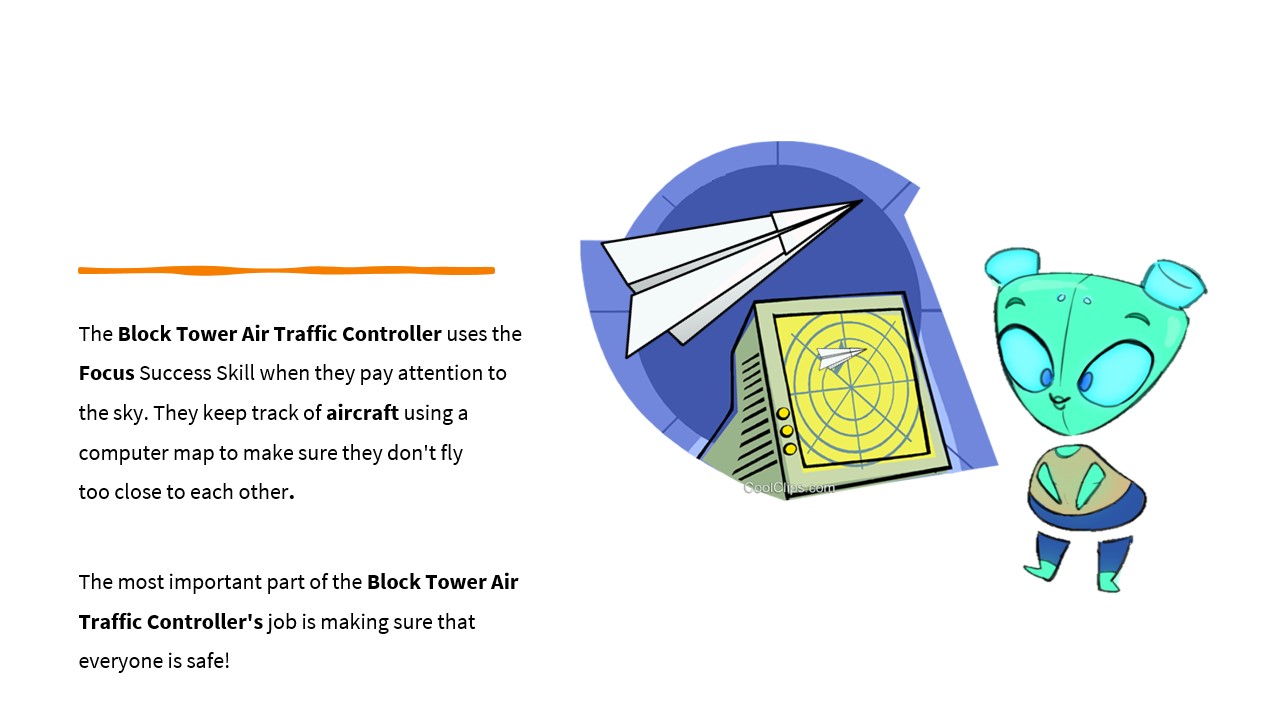 The Block Tower Air Traffic Controller uses the
Focus Success Skill when they pay attention to
the sky. They keep track of aircraft using a
computer map to make sure they don't fly
too close to each other.
The most important part of the Block Tower Air
Traffic Controller's job is making sure that
everyone is safe!
CoolClips.com